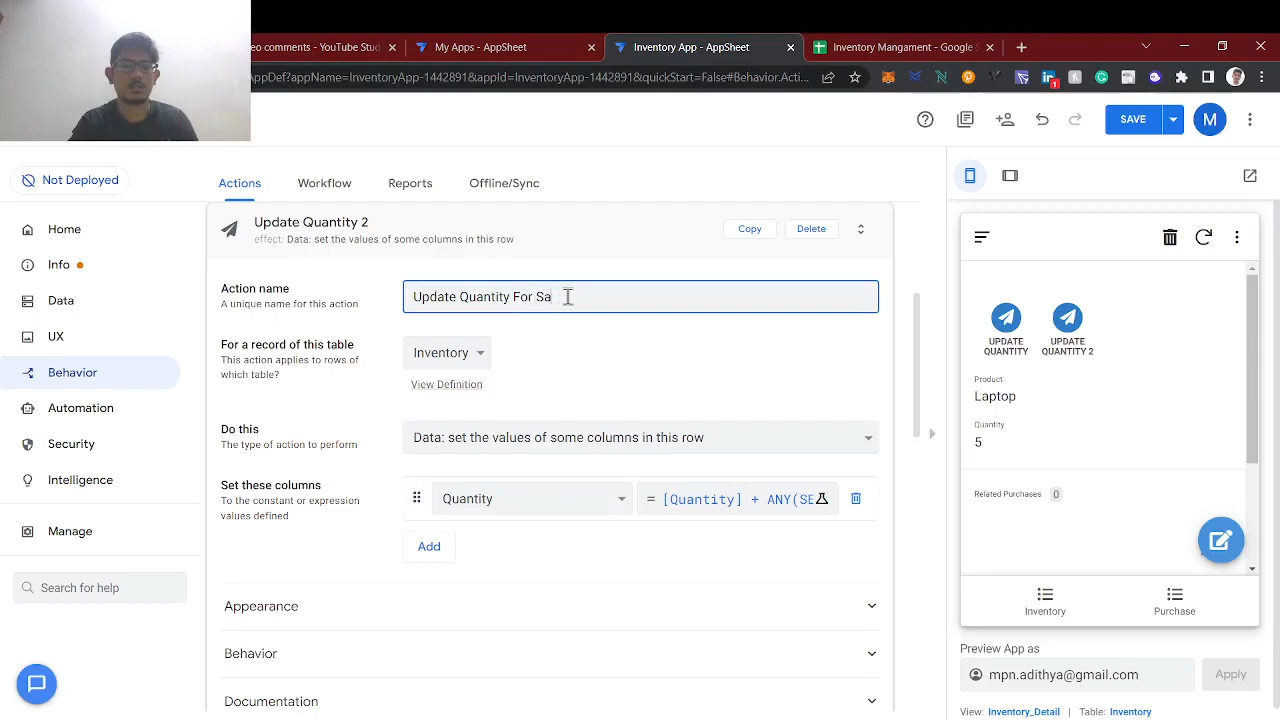 eo comments - YouTube Stud
My Apps - AppSheet
Inventory App - AppSheet
Inventory Mangament - Google
AppDef?appName=InventoryApp-1442891&appId=InventoryApp-1442891&quickStart=False#Behavior.Acti...
1
SAVE
M
Not Deployed
Actions
Workflow
Reports
Offline/Sync
Home
Info
Data
UX
Behavior
Automation
Security
Intelligence
Manage
Search for help
Update Quantity 2
effect: Data: set the values of some columns in this row
Copy
Delete
Action name
A unique name for this action
Update Quantity For Sa
For a record of this table
This action applies to rows of
which table?
Inventory
View Definition
Do this
The type of action to perform
Data: set the values of some columns in this row
Set these columns
To the constant or expression
values defined
Quantity
= [Quantity] + ANY(SE
Add
Appearance
Behavior
Documentation
UPDATE
QUANTITY
UPDATE
QUANTITY 2
Product
Laptop
Quantity
5
Related Purchases 0
Inventory
Purchase
Preview App as
mpn.adithya@gmail.com
Apply
View: Inventory_Detail | Table: Inventory